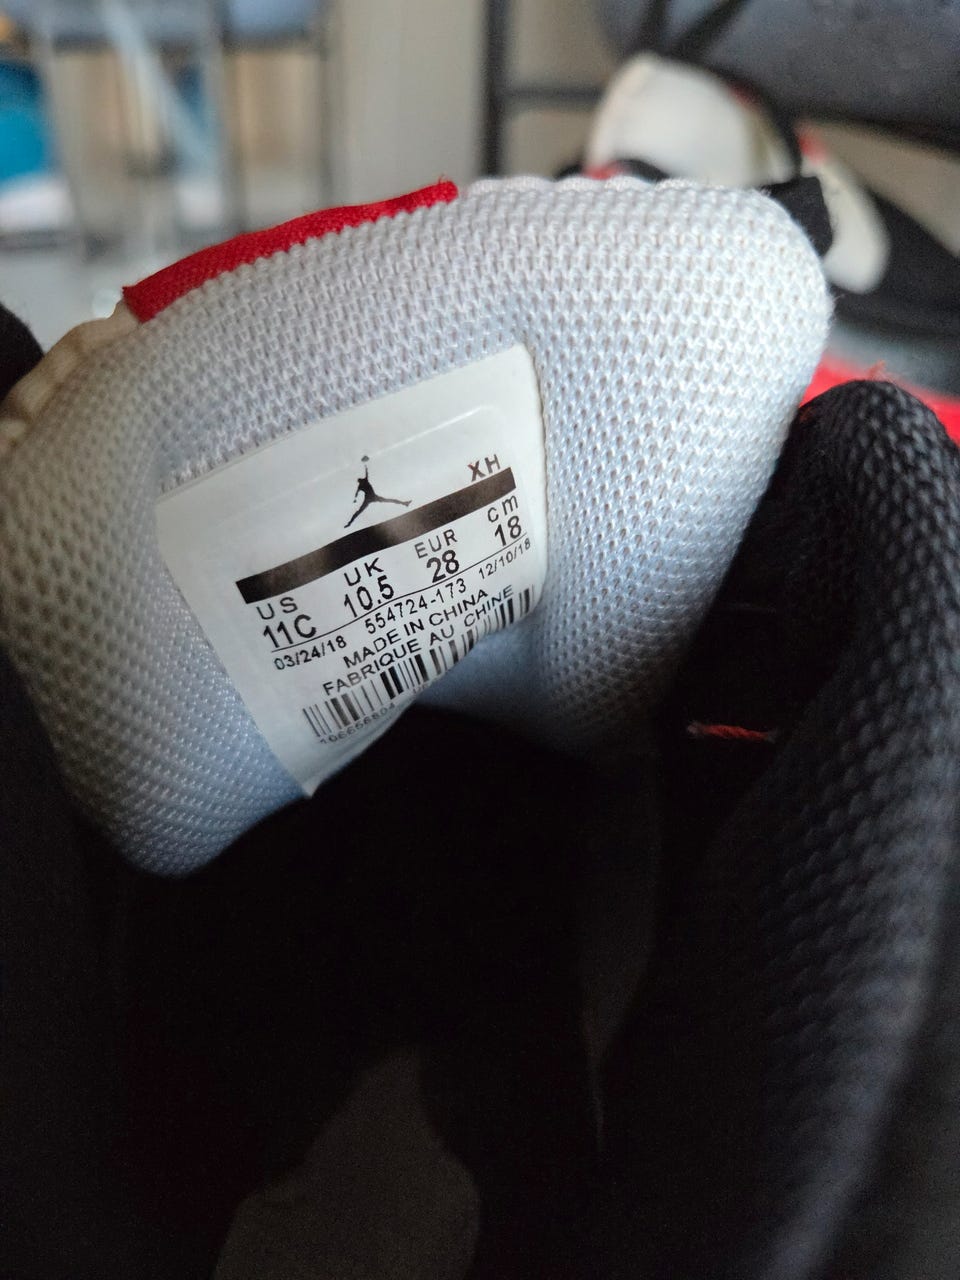 XH
US UK EUR cm
11C 10.5 28 18
03/24/18 554724-173 12/10/18
MADE IN CHINA
FABRIQUE AU CHINE